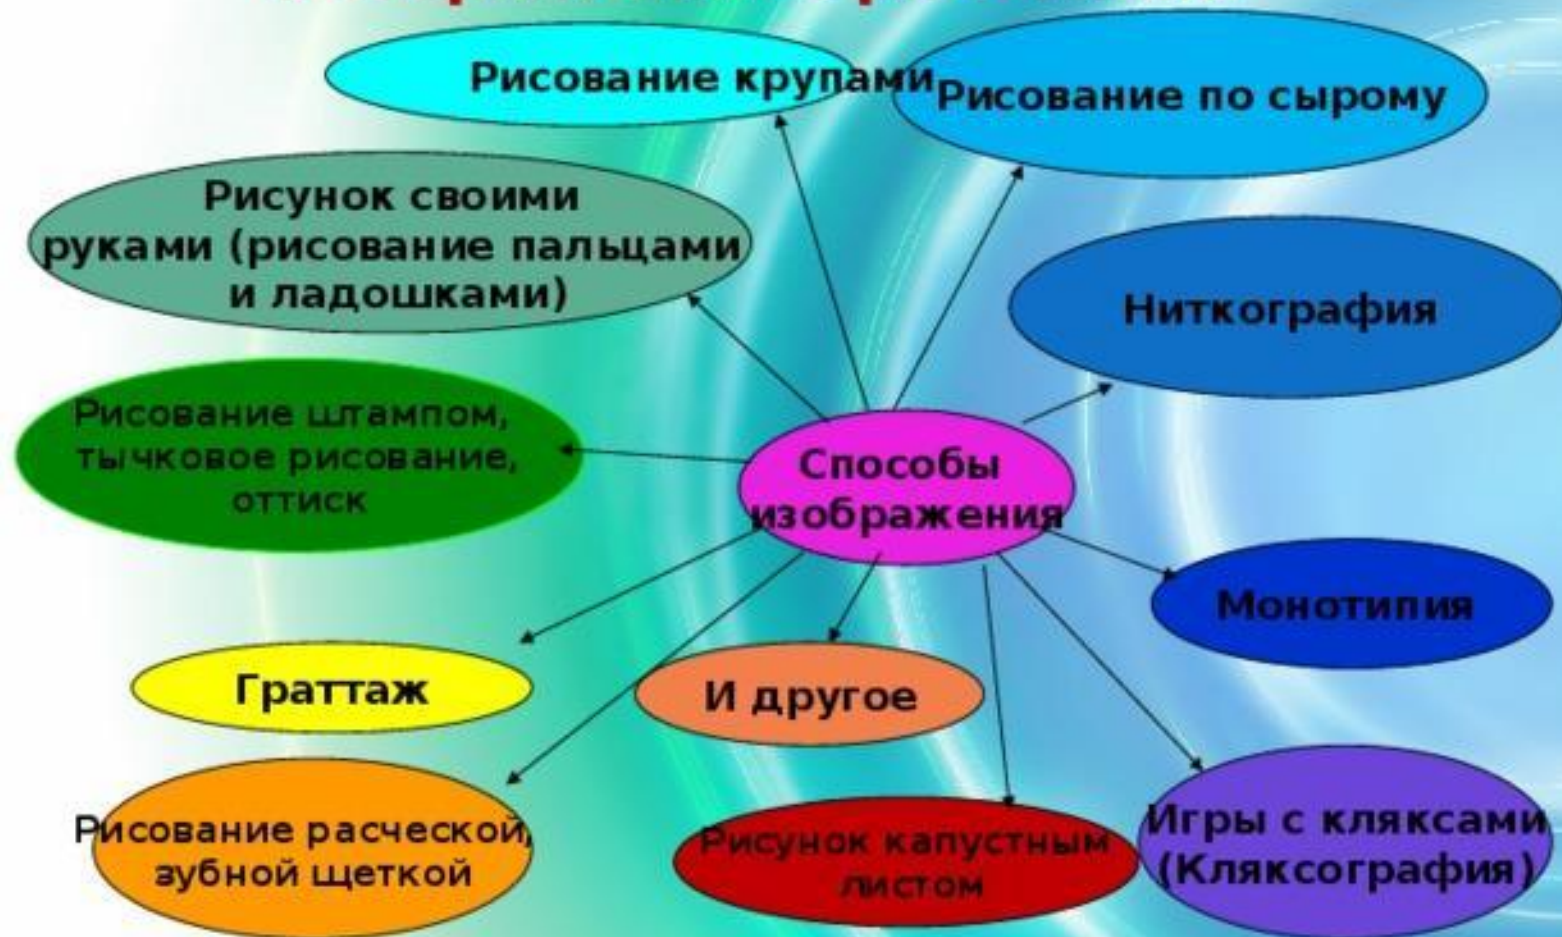 Рисование крупами
Рисование по сырому
Рисунок своими
руками (рисование пальцами
и ладошками)
Ниткография
Рисование штампом,
тычковое рисование,
оттиск
Способы
изображения
Монотипия
Граттаж
И другое
Рисование расческой,
зубной щеткой
Рисунок капустным
листом
Игры с кляксами
(Кляксография)